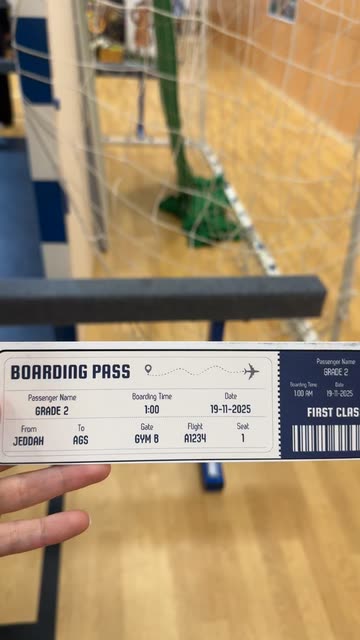 BOARDING PASS
Passenger Name Boarding Time Date
GRADE 2 1:00 19-11-2025
From To Gate Flight Seat
JEDDAH AGS GYM B A1234 1
Passenger Name
GRADE 2
Boarding Time Date
1:00 AM 19-11-2025
FIRST CLAS